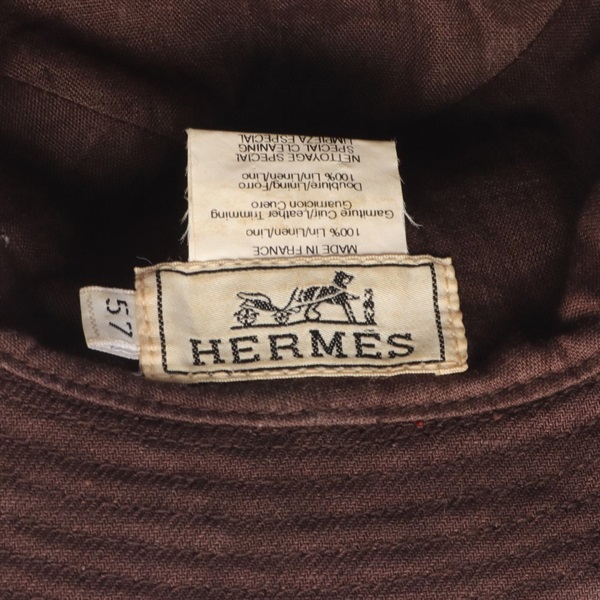 MADE IN FRANCE
100% Lin/Linen/Lino
Garniture Cuir/Leather Trimming
Guarnicion Cuero
Doublure/Lining/Forro
100% Lin/Linen/Lino
NETTOYAGE SPECIAL
SPECIAL CLEANING
LIMPIEZA ESPECIAL
57
HERMES